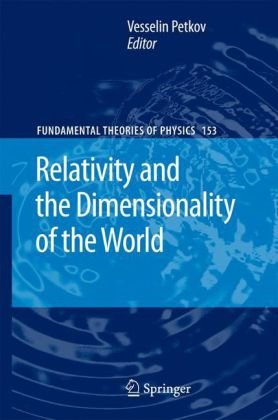 Vesselin Petkov
Editor
FUNDAMENTAL THEORIES OF PHYSICS 153
Relativity and
the Dimensionality
of the World
Springer